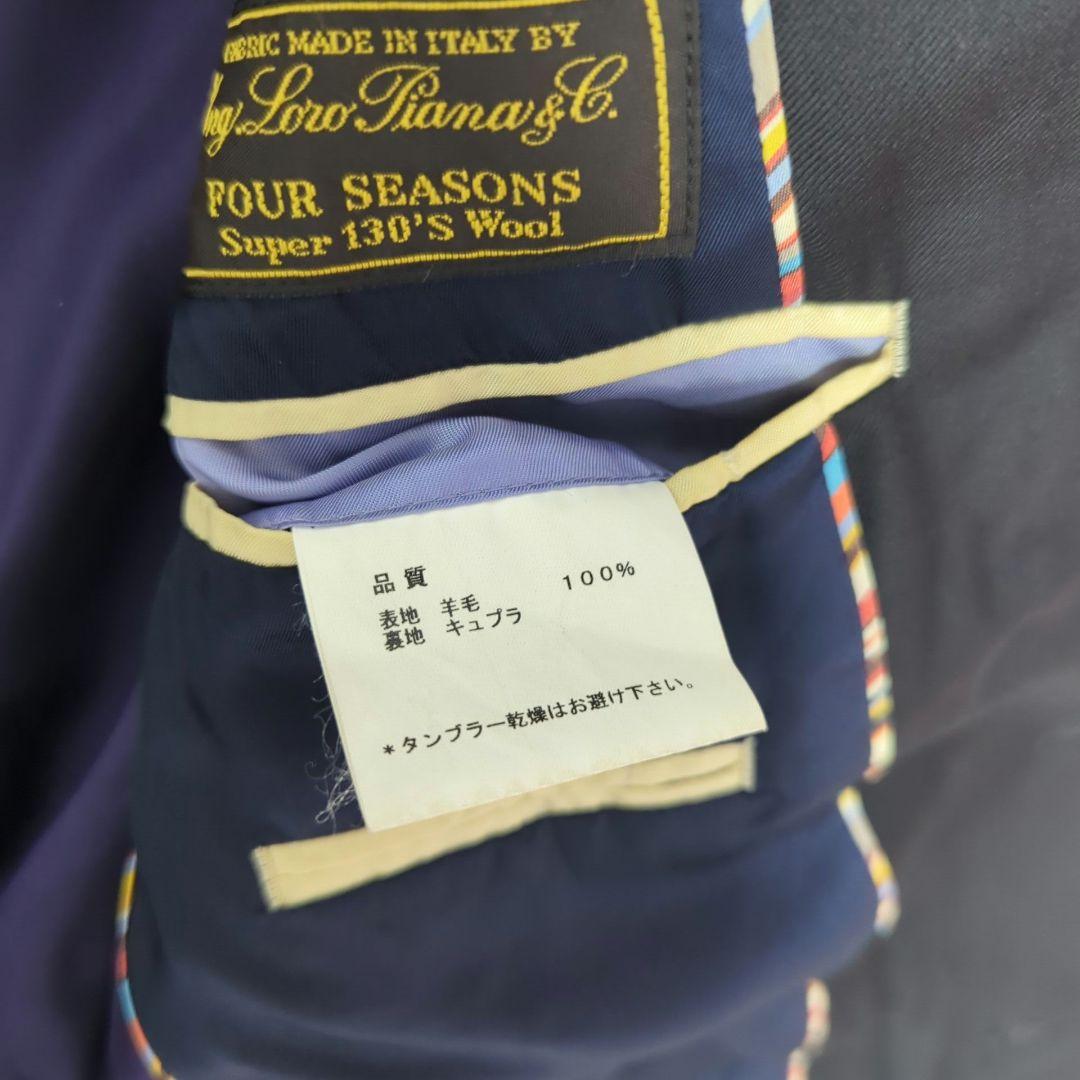 FABRIC MADE IN ITALY BY
Ing. Loro Piana & C.
FOUR SEASONS
Super 130'S Wool
品質
表地 羊毛 100%
裏地 キュプラ
*タンブラー乾燥はお避け下さい。